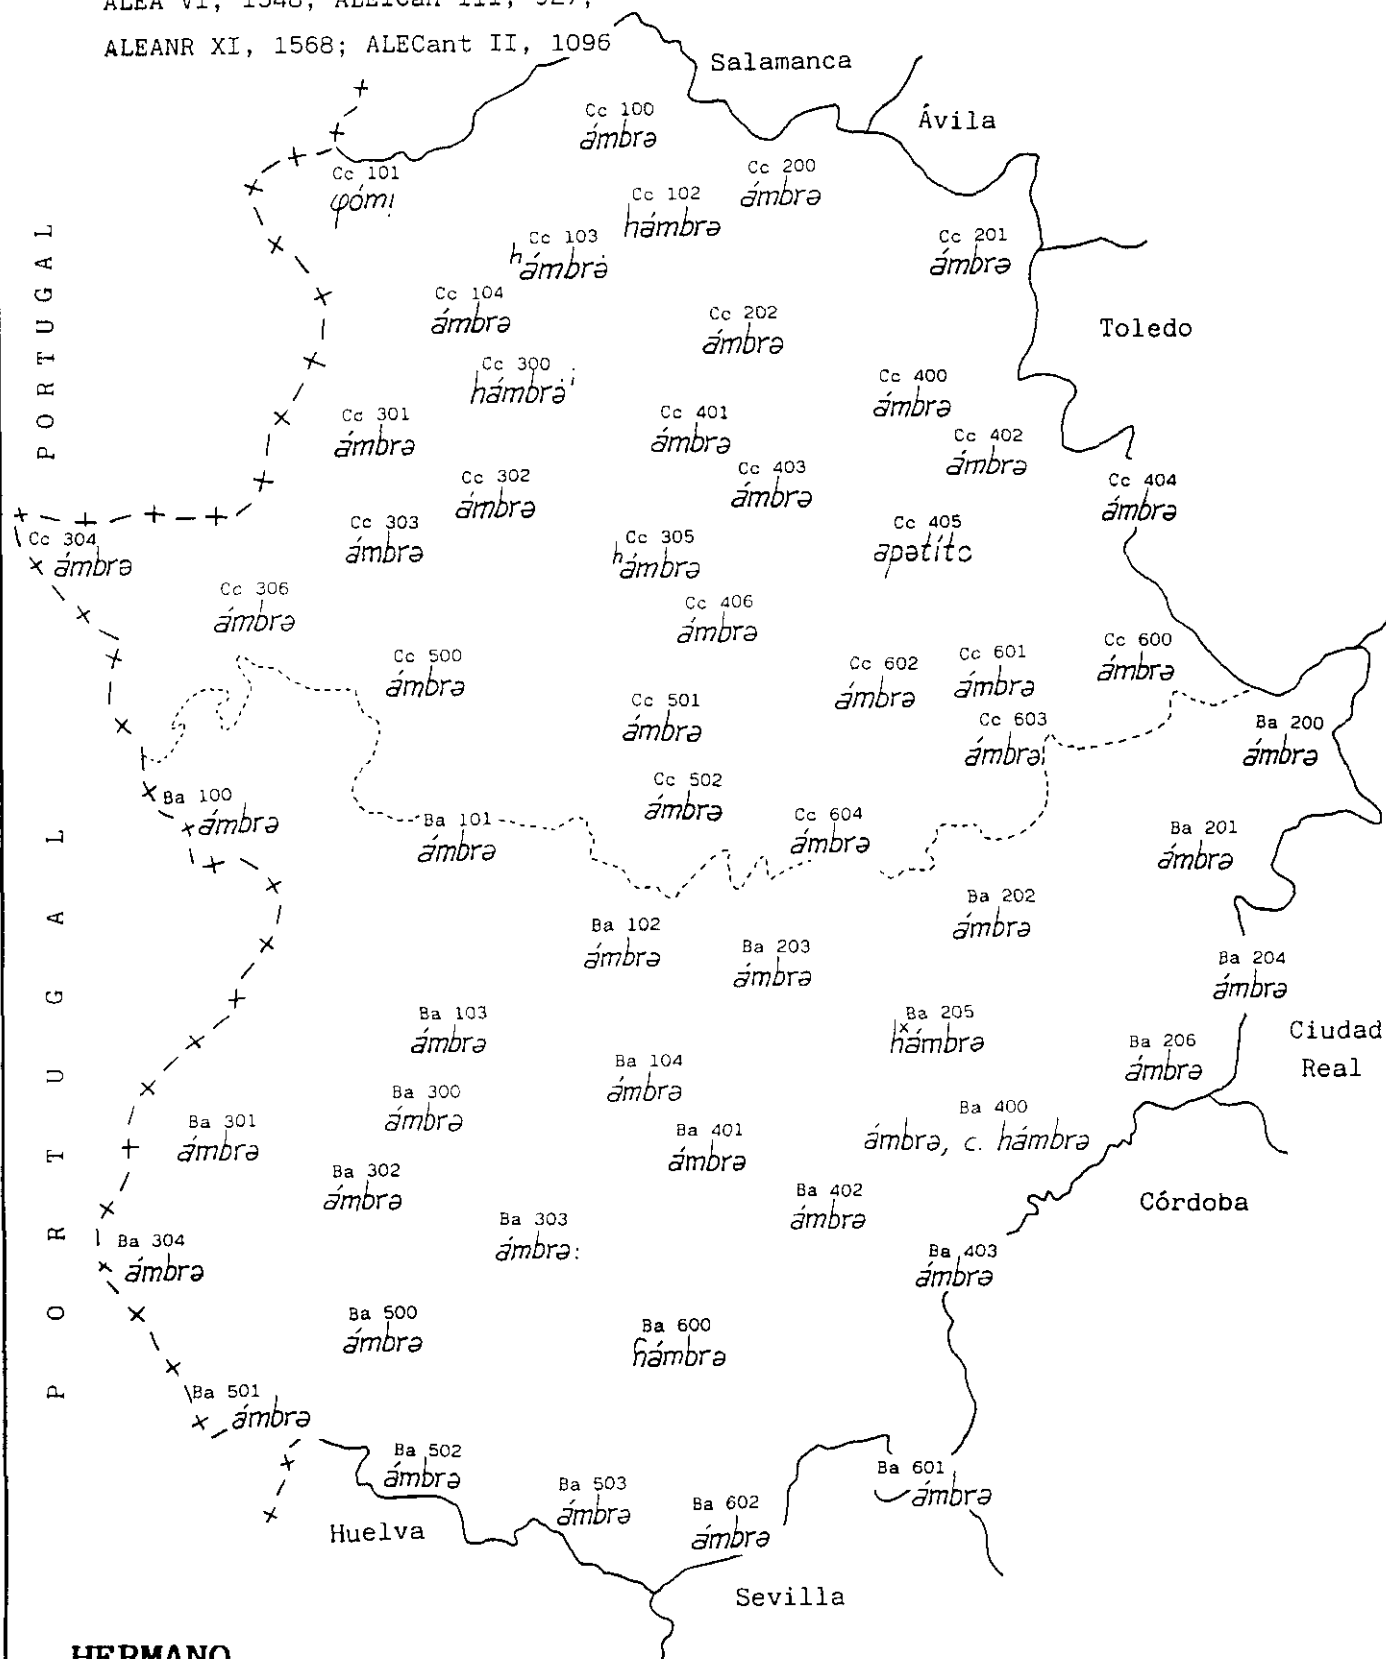 ALEANR XI, 1568; ALECant II, 1096
Salamanca
Ávila
Cc 100
ámbrə
Cc 101
φómi̜
Cc 200
ámbrə
Cc 102
hámbrə
Cc 103
ʰámbrə̇
Cc 201
ámbrə
PORTUGAL
Cc 104
ámbrə
Cc 202
ámbrə
Toledo
Cc 300
hámbrə̇ⁱ
Cc 400
ámbrə
Cc 301
ámbrə
Cc 401
ámbrə
Cc 402
ámbrə
Cc 302
ámbrə
Cc 403
ámbrə
Cc 404
ámbrə
Cc 303
ámbrə
Cc 405
apətíto
Cc 304
ámbrə
Cc 305
ʰámbrə
Cc 306
ámbrə
Cc 406
ámbrə
Cc 500
ámbrə
Cc 602
ámbrə
Cc 601
ámbrə
Cc 600
ámbrə
Cc 501
ámbrə
Cc 603
ámbrə
Ba 200
ámbrə
Cc 502
ámbrə
Ba 100
ámbrə
Ba 101
ámbrə
Cc 604
ámbrə
Ba 201
ámbrə
PORTUGAL
Ba 202
ámbrə
Ba 102
ámbrə
Ba 203
ámbrə
Ba 204
ámbrə
Ba 103
ámbrə
Ba 205
hˣámbrə
Ciudad
Real
Ba 104
ámbrə
Ba 206
ámbrə
Ba 300
ámbrə
Ba 400
ámbrə, c. hámbrə
Ba 301
ámbrə
Ba 401
ámbrə
Ba 302
ámbrə
Ba 402
ámbrə
Córdoba
Ba 303
ámbrə:
Ba 304
ámbrə
Ba 403
ámbrə
Ba 500
ámbrə
Ba 600
ɦámbrə
Ba 501
ámbrə
Ba 502
ámbrə
Ba 503
ámbrə
Ba 601
ámbrə
Ba 602
ámbrə
Huelva
Sevilla
HERMANO